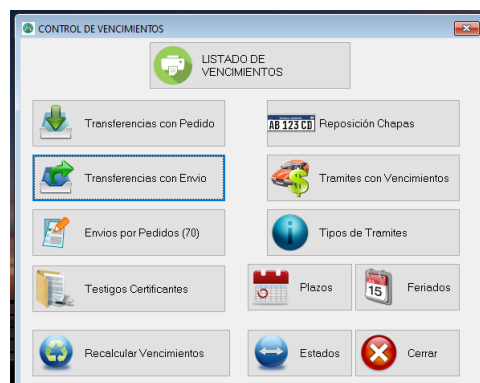 CONTROL DE VENCIMIENTOS
LISTADO DE
VENCIMIENTOS
Transferencias con Pedido
AB 123 CD
Reposición Chapas
Transferencias con Envio
Tramites con Vencimientos
Envios por Pedidos (70)
Tipos de Tramites
Testigos Certificantes
Plazos
15
Feriados
Recalcular Vencimientos
Estados
Cerrar